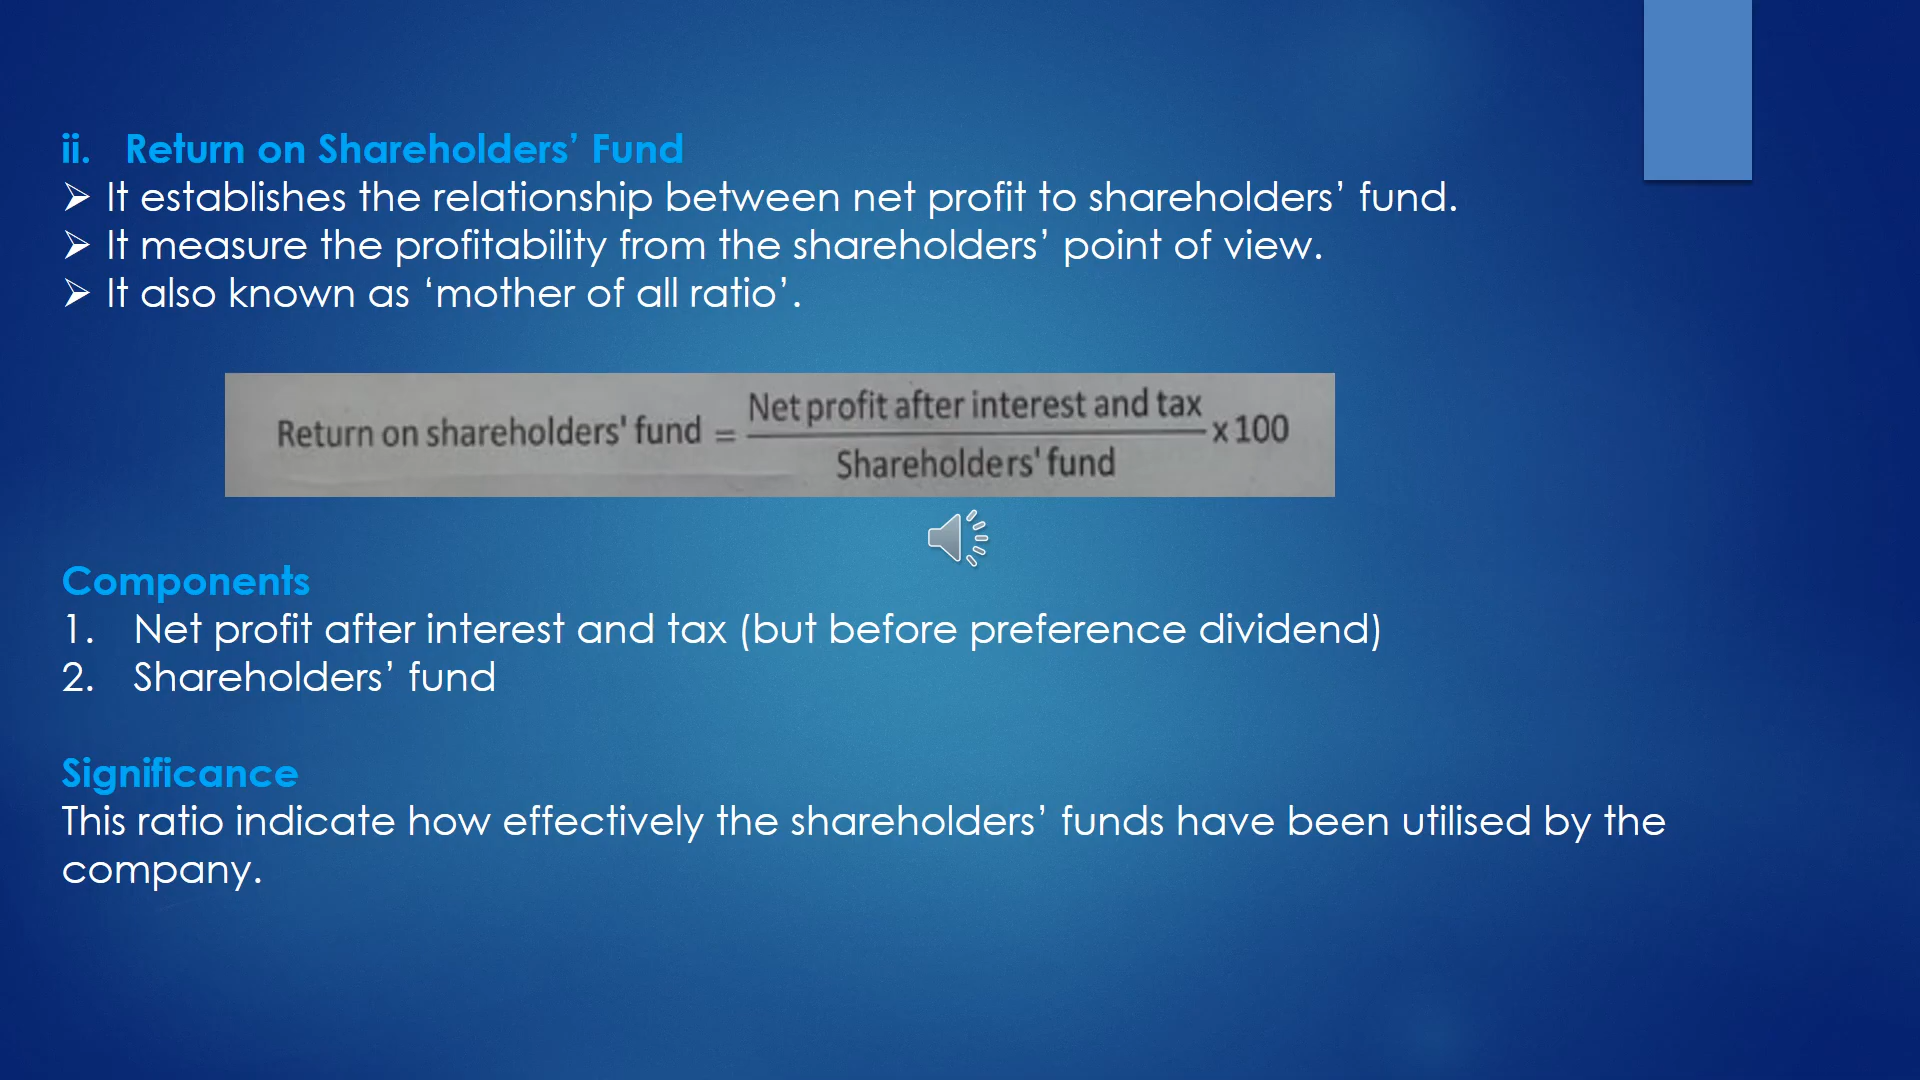 ii. Return on Shareholders’ Fund
➢ It establishes the relationship between net profit to shareholders’ fund.
➢ It measure the profitability from the shareholders’ point of view.
➢ It also known as ‘mother of all ratio’.
Return on shareholders' fund = Net profit after interest and tax / Shareholders' fund x 100
Components
1. Net profit after interest and tax (but before preference dividend)
2. Shareholders’ fund
Significance
This ratio indicate how effectively the shareholders’ funds have been utilised by the
company.